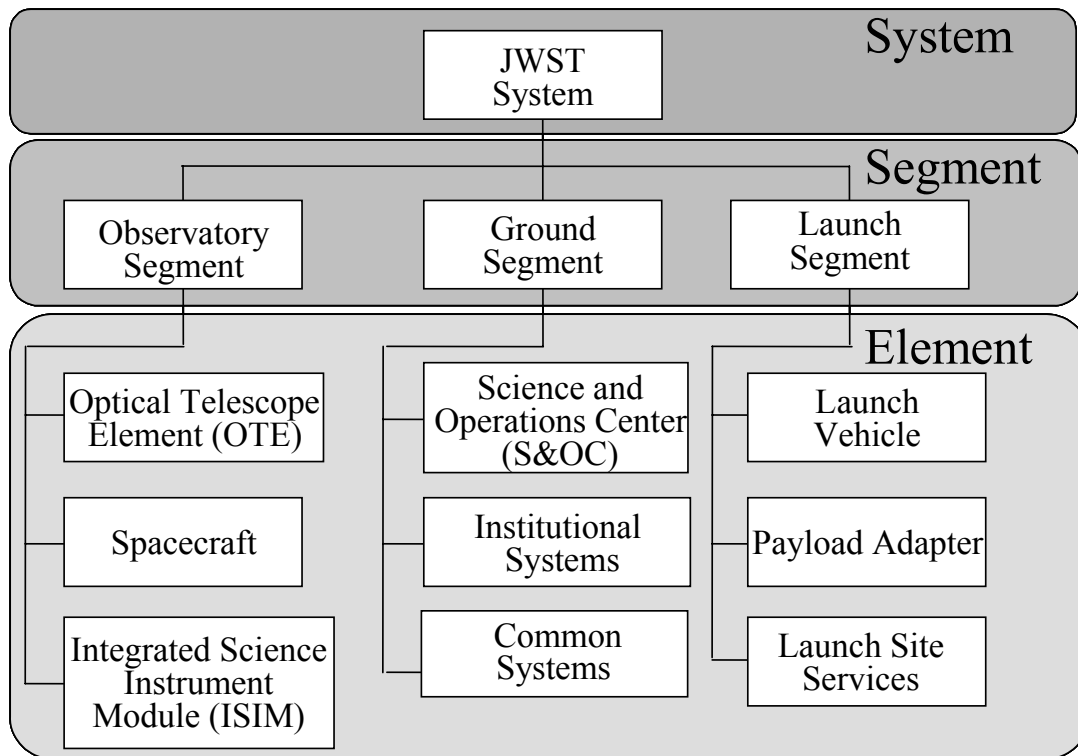 System
JWST
System
Segment
Observatory
Segment
Ground
Segment
Launch
Segment
Element
Optical Telescope
Element (OTE)
Spacecraft
Integrated Science
Instrument
Module (ISIM)
Science and
Operations Center
(S&OC)
Institutional
Systems
Common
Systems
Launch
Vehicle
Payload Adapter
Launch Site
Services